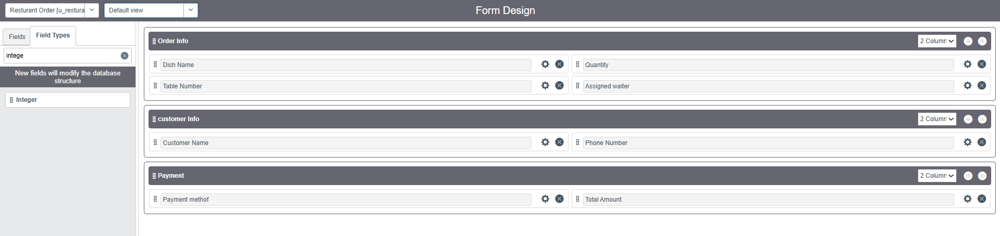 Resturant Order [u_restura
Default view
Form Design
Fields
Field Types
intege
New fields will modify the database
structure
Integer
Order Info
2 Column
Dish Name
Quantity
Table Number
Assigned waiter
customer Info
2 Column
Customer Name
Phone Number
Payment
2 Column
Payment methof
Total Amount